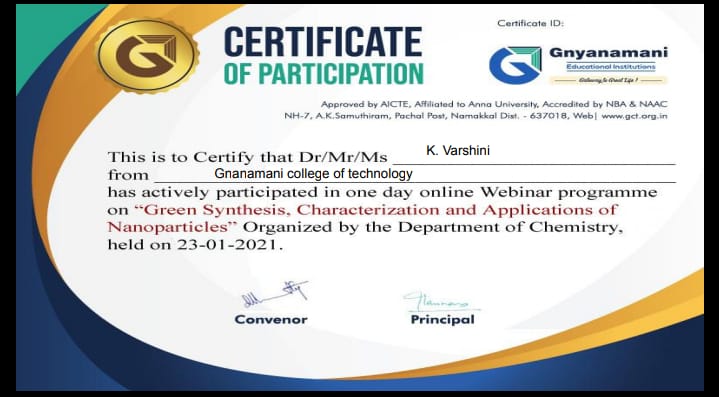 CERTIFICATE
OF PARTICIPATION
Certificate ID:
Gnyanamani
Educational Institutions
Gateway to Great Life !
Approved by AICTE, Affiliated to Anna University, Accredited by NBA & NAAC
NH-7, A.K.Samuthiram, Pachal Post, Namakkal Dist. - 637018, Web| www.gct.org.in
This is to Certify that Dr/Mr/Ms K. Varshini
from Gnanamani college of technology
has actively participated in one day online Webinar programme
on “Green Synthesis, Characterization and Applications of
Nanoparticles” Organized by the Department of Chemistry,
held on 23-01-2021.
Convenor
Principal